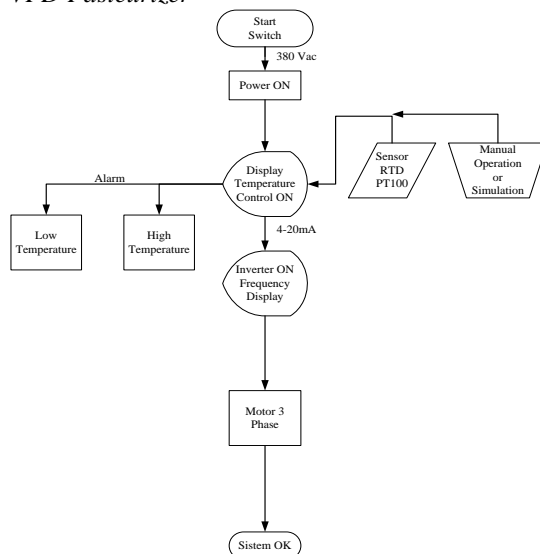 VFD Pasteurizer
Start
Switch
380 Vac
Power ON
Display
Temperature
Control ON
Sensor
RTD
PT100
Manual
Operation
or
Simulation
Alarm
Low
Temperature
High
Temperature
4-20mA
Inverter ON
Frequency
Display
Motor 3
Phase
Sistem OK